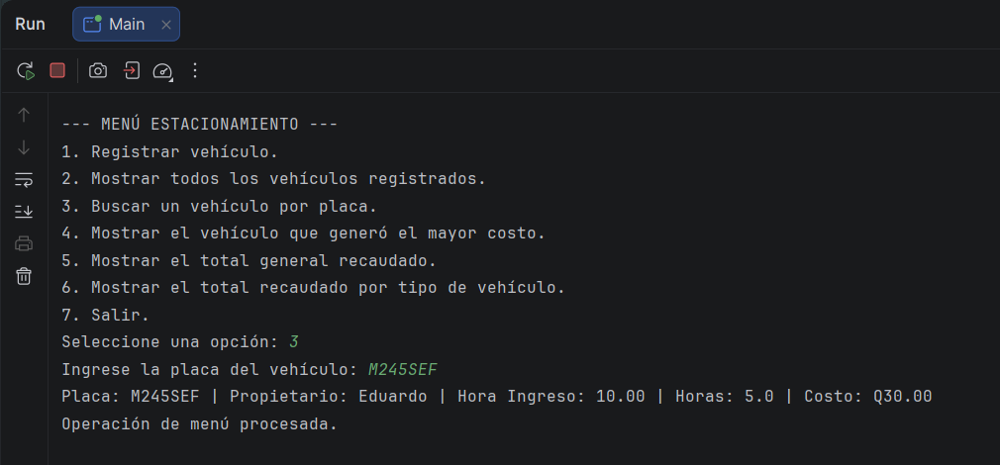 Run Main
--- MENÚ ESTACIONAMIENTO ---
1. Registrar vehículo.
2. Mostrar todos los vehículos registrados.
3. Buscar un vehículo por placa.
4. Mostrar el vehículo que generó el mayor costo.
5. Mostrar el total general recaudado.
6. Mostrar el total recaudado por tipo de vehículo.
7. Salir.
Seleccione una opción: 3
Ingrese la placa del vehículo: M245SEF
Placa: M245SEF | Propietario: Eduardo | Hora Ingreso: 10.00 | Horas: 5.0 | Costo: Q30.00
Operación de menú procesada.